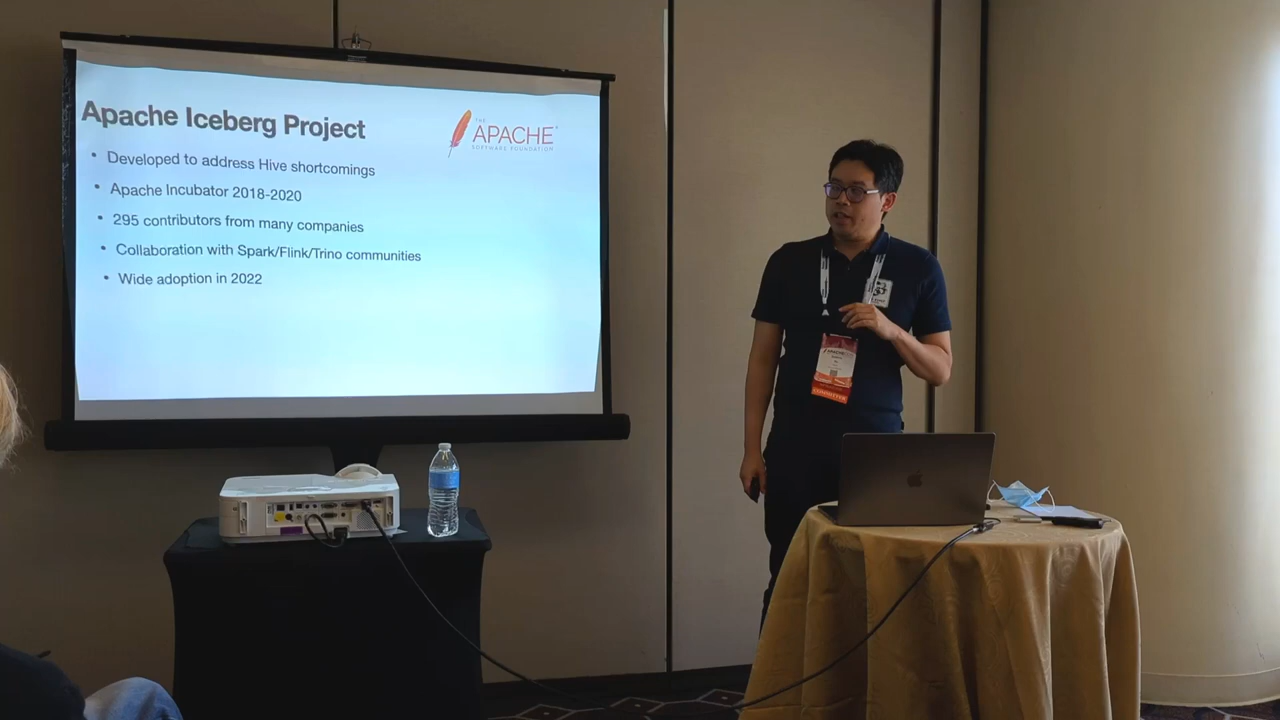 Apache Iceberg Project
THE
APACHE
SOFTWARE FOUNDATION
• Developed to address Hive shortcomings
• Apache Incubator 2018-2020
• 295 contributors from many companies
• Collaboration with Spark/Flink/Trino communities
• Wide adoption in 2022
COMMITTER